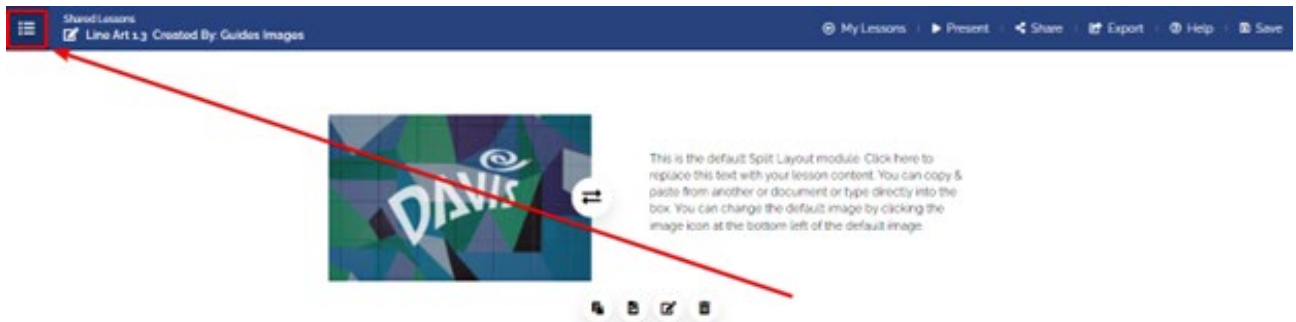 Shared Lessons
Line Art 1.3 Created By: Guides Images
My Lessons
Present
Share
Export
Help
Save
DAVIS
This is the default Split Layout module. Click here to
replace this text with your lesson content. You can copy &
paste from another or document or type directly into the
box. You can change the default image by clicking the
image icon at the bottom left of the default image.